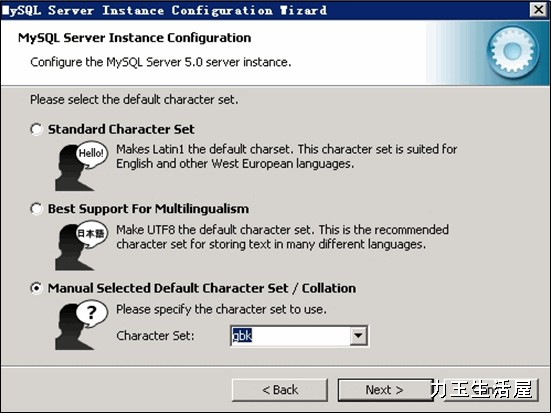 MySQL Server Instance Configuration Wizard
MySQL Server Instance Configuration
Configure the MySQL Server 5.0 server instance.
Please select the default character set.
Standard Character Set
Hello!
Makes Latin1 the default charset. This character set is suited for
English and other West European languages.
Best Support For Multilingualism
日本語
Make UTF8 the default character set. This is the recommended
character set for storing text in many different languages.
Manual Selected Default Character Set / Collation
?
Please specify the character set to use.
Character Set:
gbk
< Back
Next >
力玉生活屋